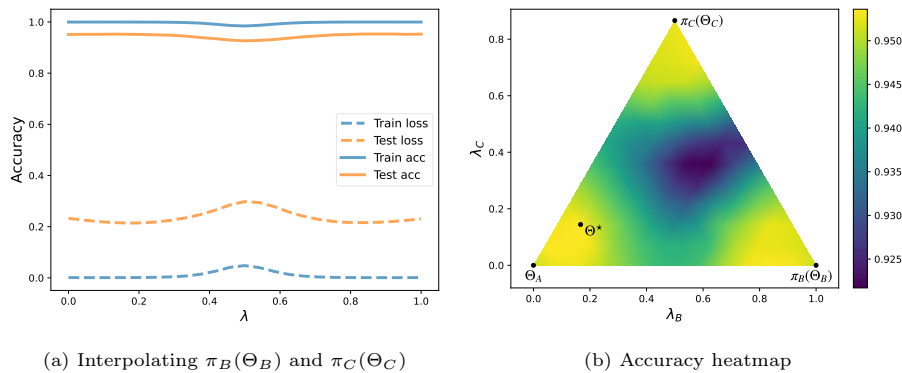 1.0
0.8
0.6
0.4
0.2
0.0
Accuracy
Train loss
Test loss
Train acc
Test acc
0.0 0.2 0.4 0.6 0.8 1.0
λ
(a) Interpolating π_B(Θ_B) and π_C(Θ_C)
0.8
0.6
0.4
0.2
0.0
λ_C
π_C(Θ_C)
Θ*
Θ_A
π_B(Θ_B)
0.0 0.2 0.4 0.6 0.8 1.0
λ_B
0.950
0.945
0.940
0.935
0.930
0.925
(b) Accuracy heatmap